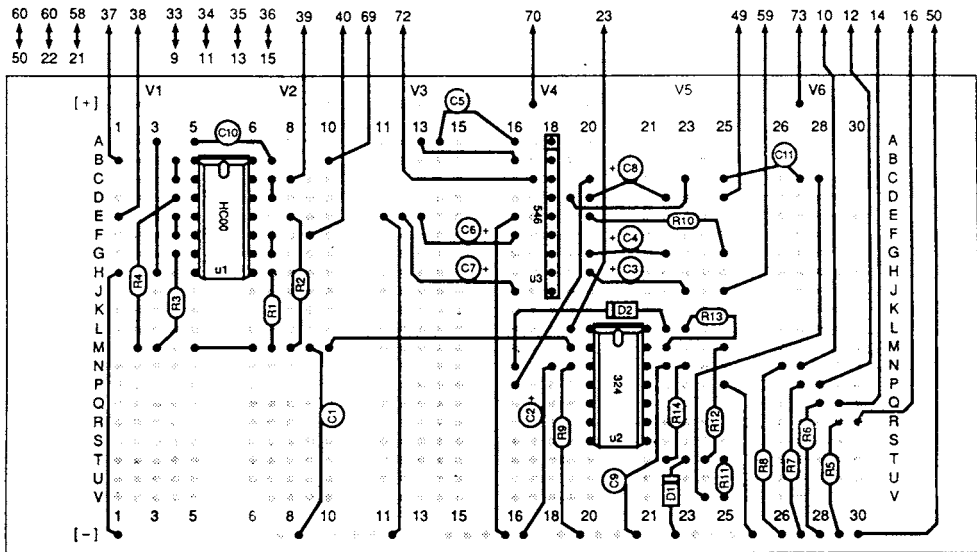 60 60 58 37 38 33 34 35 36 39 40 69 72 70 23 49 59 73 10 12 14 16 50
50 22 21 9 11 13 15
V1 V2 V3 V4 V5 V6
[+]
1 3 5 6 8 10 11 13 15 16 18 20 21 23 25 26 28 30
C5
C10
C11
A A
B B
C C
D D
E E
F F
G G
H H
J J
K K
L L
M M
N N
P P
Q Q
R R
S S
T T
U U
V V
HC00
u1
546
u3
C8
R10
C6 +
C4
C7 +
C3
+
+
+
R4
R3
R1
R2
D2
R13
324
u2
C1
C2 +
R9
R14
R12
R6
R8
R7
R5
C9
D1
R11
[-]
1 3 5 6 8 10 11 13 15 16 18 20 21 23 25 26 28 30